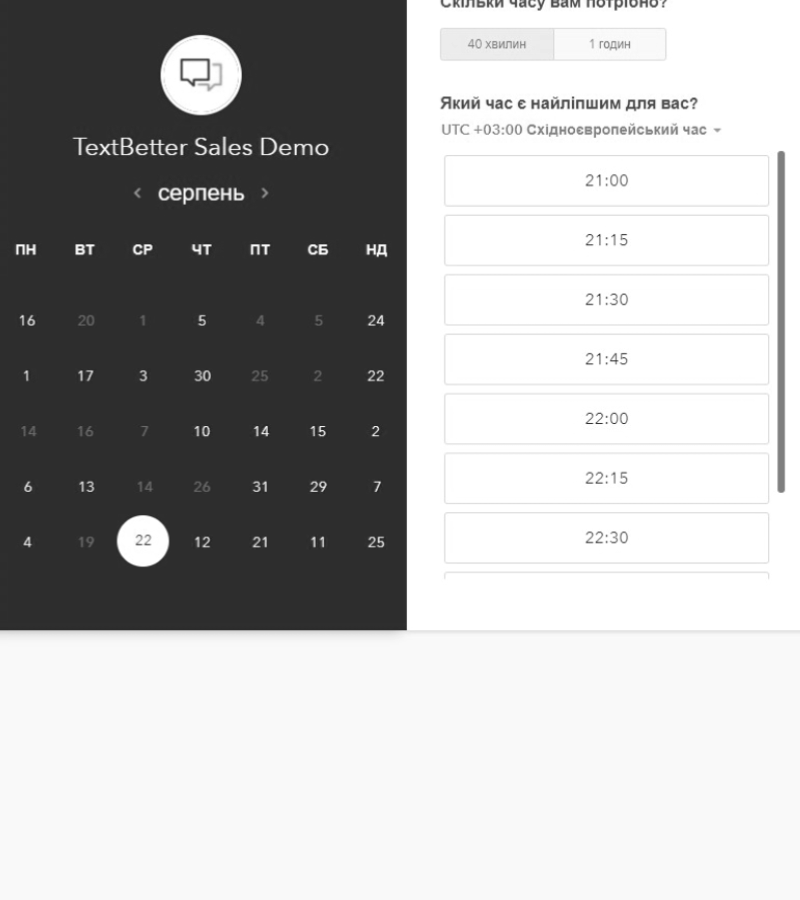 TextBetter Sales Demo
серпень
ПН ВТ СР ЧТ ПТ СБ НД
16 20 1 5 4 5 24
1 17 3 30 25 2 22
14 16 7 10 14 15 2
6 13 14 26 31 29 7
4 19 22 12 21 11 25
Скільки часу вам потрібно?
40 хвилин 1 годин
Який час є найліпшим для вас?
UTC +03:00 Східноєвропейський час
21:00
21:15
21:30
21:45
22:00
22:15
22:30